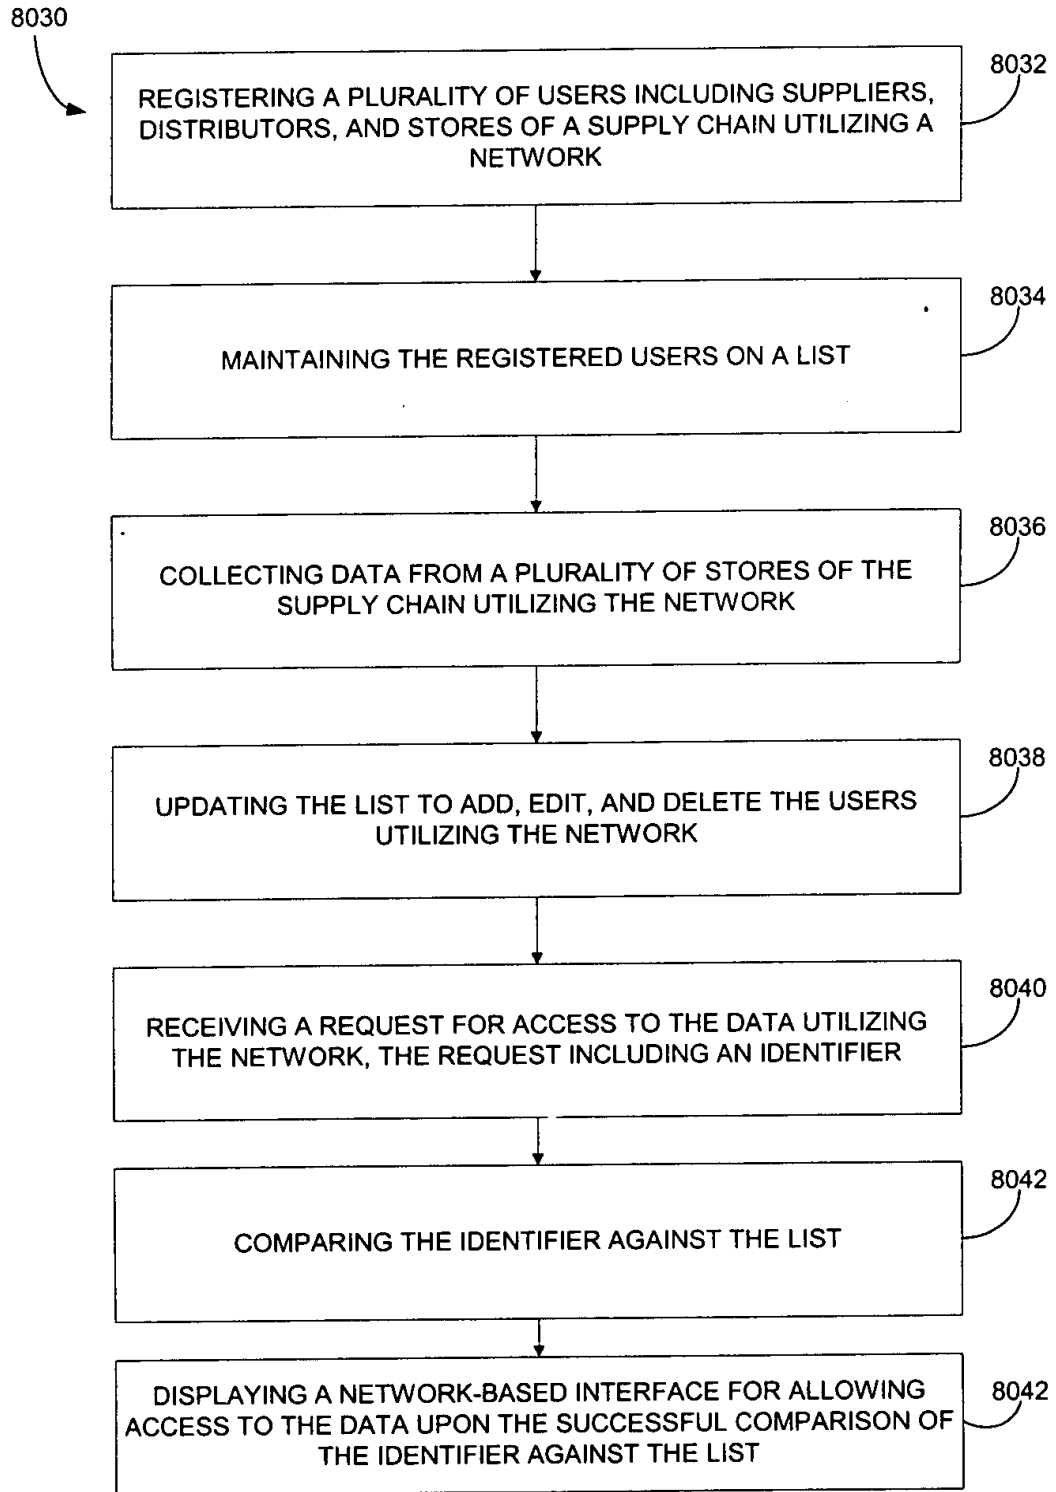 8030
8032
REGISTERING A PLURALITY OF USERS INCLUDING SUPPLIERS,
DISTRIBUTORS, AND STORES OF A SUPPLY CHAIN UTILIZING A
NETWORK
8034
MAINTAINING THE REGISTERED USERS ON A LIST
8036
COLLECTING DATA FROM A PLURALITY OF STORES OF THE
SUPPLY CHAIN UTILIZING THE NETWORK
8038
UPDATING THE LIST TO ADD, EDIT, AND DELETE THE USERS
UTILIZING THE NETWORK
8040
RECEIVING A REQUEST FOR ACCESS TO THE DATA UTILIZING
THE NETWORK, THE REQUEST INCLUDING AN IDENTIFIER
8042
COMPARING THE IDENTIFIER AGAINST THE LIST
8042
DISPLAYING A NETWORK-BASED INTERFACE FOR ALLOWING
ACCESS TO THE DATA UPON THE SUCCESSFUL COMPARISON OF
THE IDENTIFIER AGAINST THE LIST